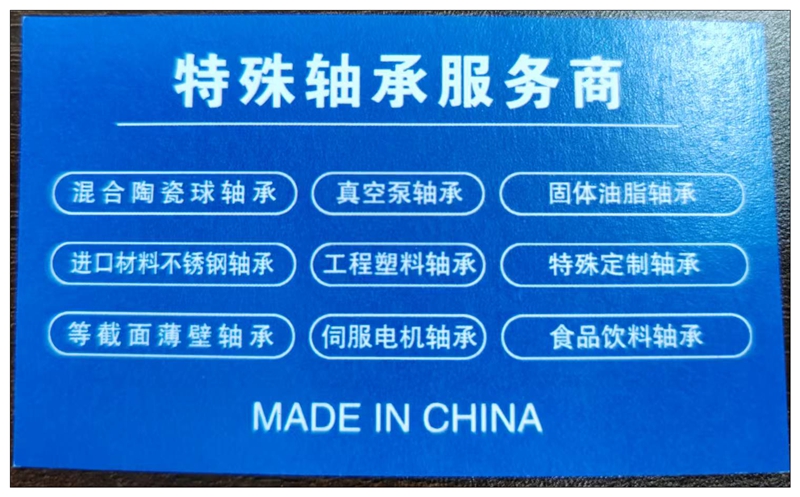 特殊轴承服务商
混合陶瓷球轴承 真空泵轴承 固体油脂轴承
进口材料不锈钢轴承 工程塑料轴承 特殊定制轴承
等截面薄壁轴承 伺服电机轴承 食品饮料轴承
MADE IN CHINA